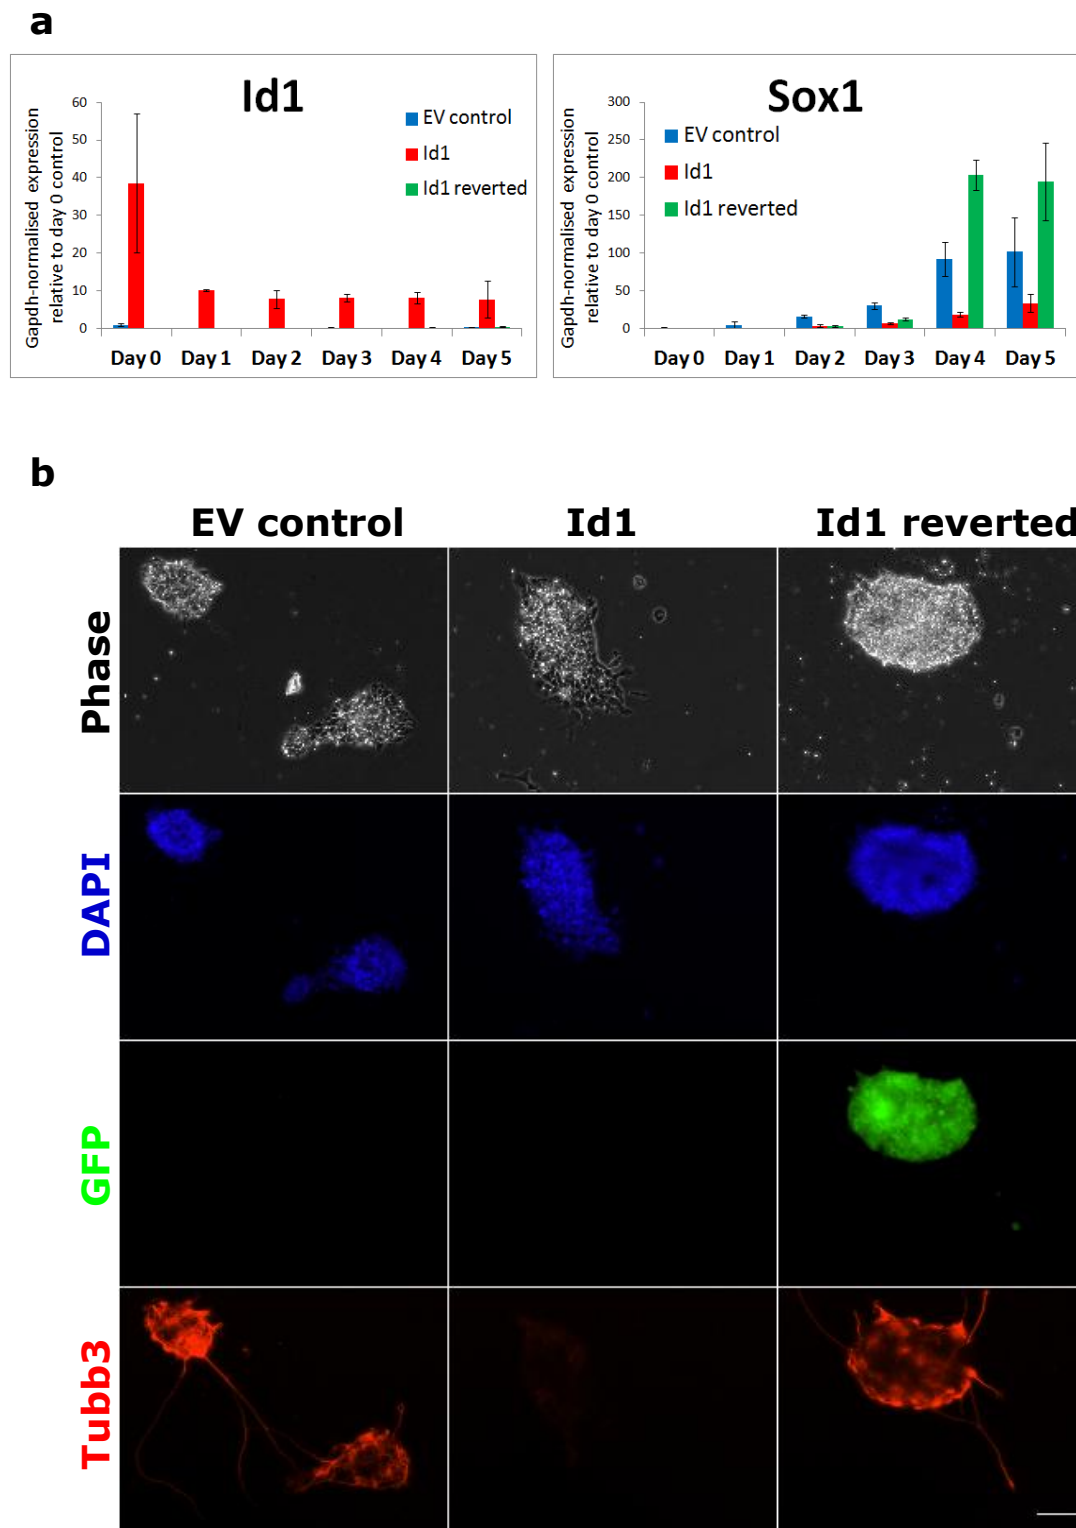 a
Id1
Gapdh-normalised expression
relative to day 0 control
60
50
40
30
20
10
0
EV control
Id1
Id1 reverted
Day 0 Day 1 Day 2 Day 3 Day 4 Day 5
Sox1
Gapdh-normalised expression
relative to day 0 control
300
250
200
150
100
50
0
EV control
Id1
Id1 reverted
Day 0 Day 1 Day 2 Day 3 Day 4 Day 5
b
EV control Id1 Id1 reverted
Phase
DAPI
GFP
Tubb3